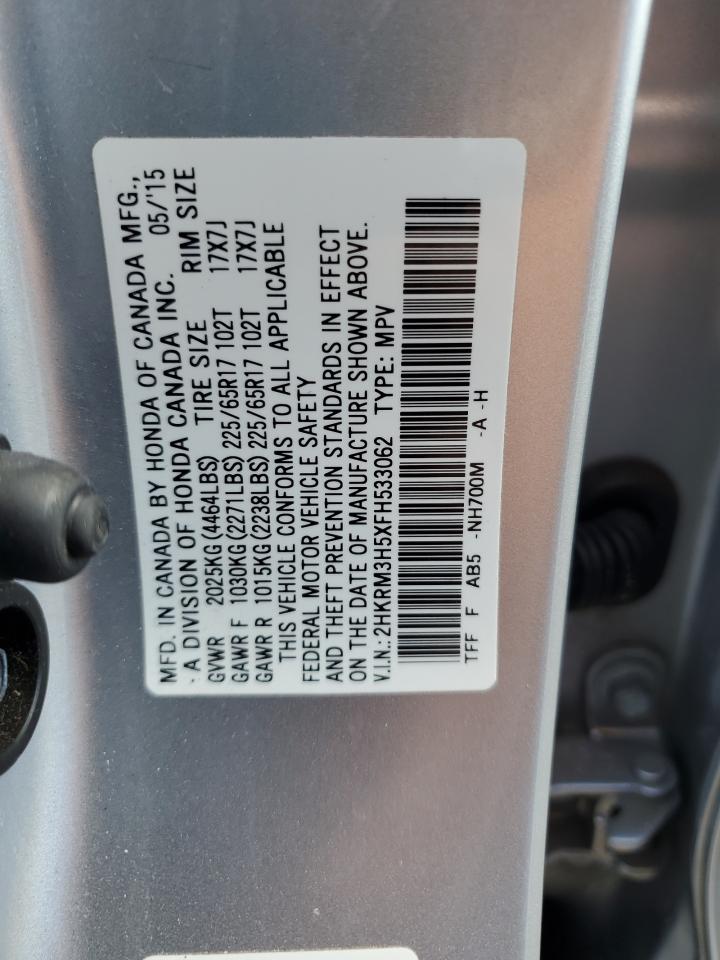 MFD. IN CANADA BY HONDA OF CANADA MFG.,
A DIVISION OF HONDA CANADA INC. 05/'15
GVWR 2025KG(4464LBS) TIRE SIZE RIM SIZE
GAWR F 1030KG(2271LBS) 225/65R17 102T 17X7J
GAWR R 1015KG(2238LBS) 225/65R17 102T 17X7J
THIS VEHICLE CONFORMS TO ALL APPLICABLE
FEDERAL MOTOR VEHICLE SAFETY
AND THEFT PREVENTION STANDARDS IN EFFECT
ON THE DATE OF MANUFACTURE SHOWN ABOVE.
V.I.N.: 2HKRM3H5XFH533062 TYPE: MPV
TFF F AB5 -NH700M -A -H